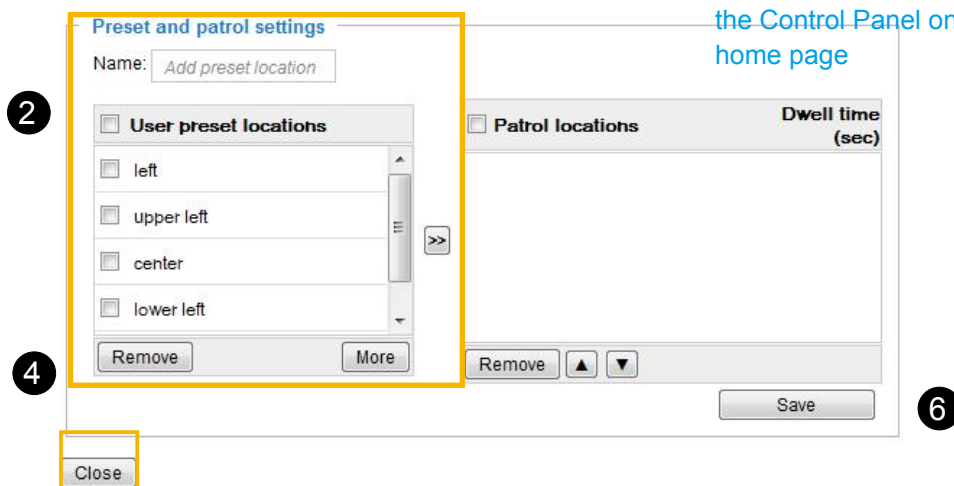 the Control Panel on
home page
Preset and patrol settings
Name: Add preset location
2
User preset locations
left
upper left
center
lower left
Remove More
>>
Patrol locations Dwell time
(sec)
Remove ▲ ▼
4
Save
6
Close